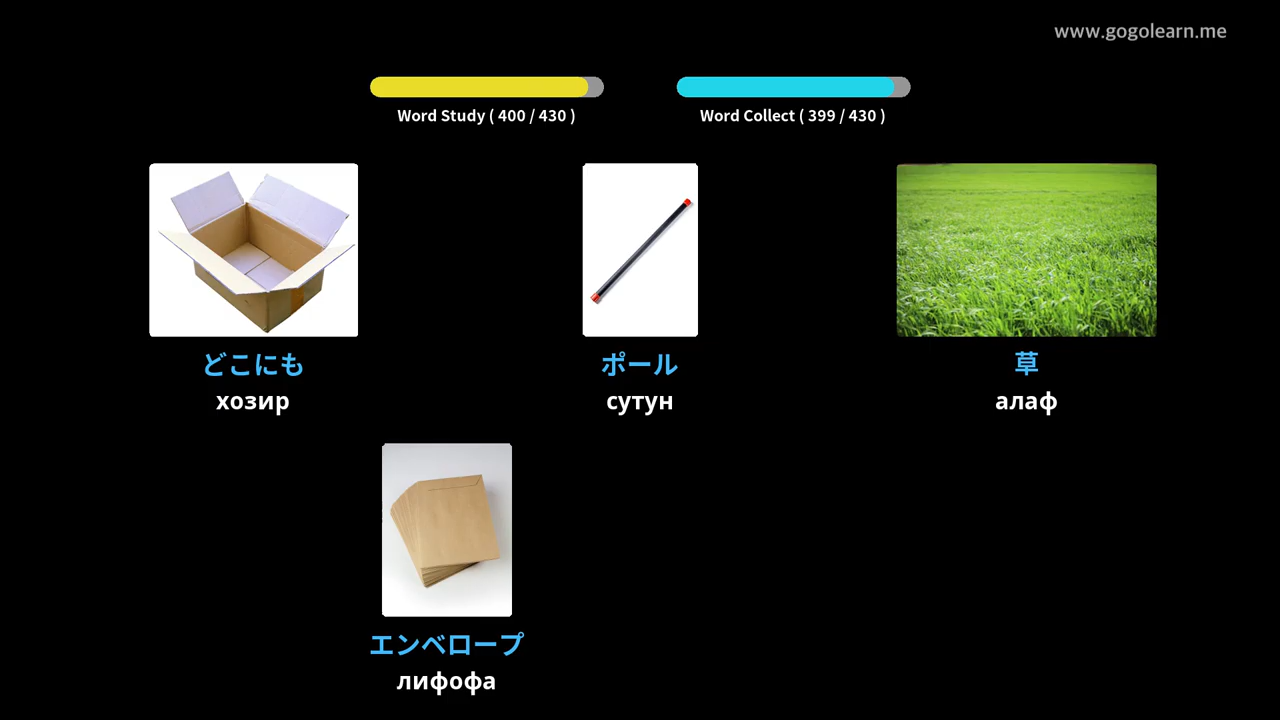 www.gogolearn.me
Word Study ( 400 / 430 )
Word Collect ( 399 / 430 )
どこにも
хозир
ポール
сутун
草
алаф
エンベロープ
лифофа